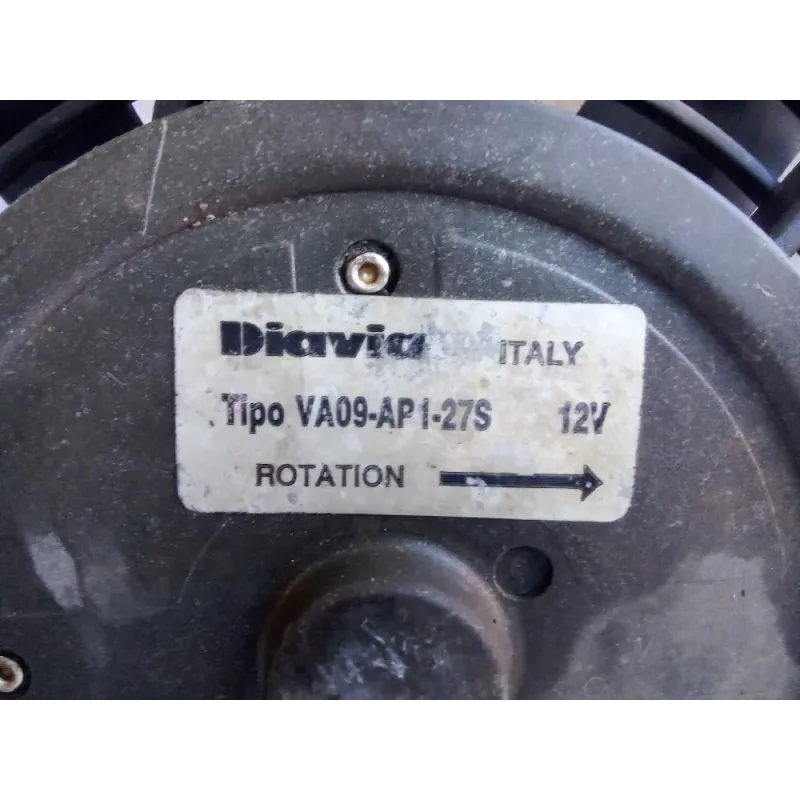 Diavia ITALY
Tipo VA09-AP1-27S 12V
ROTATION